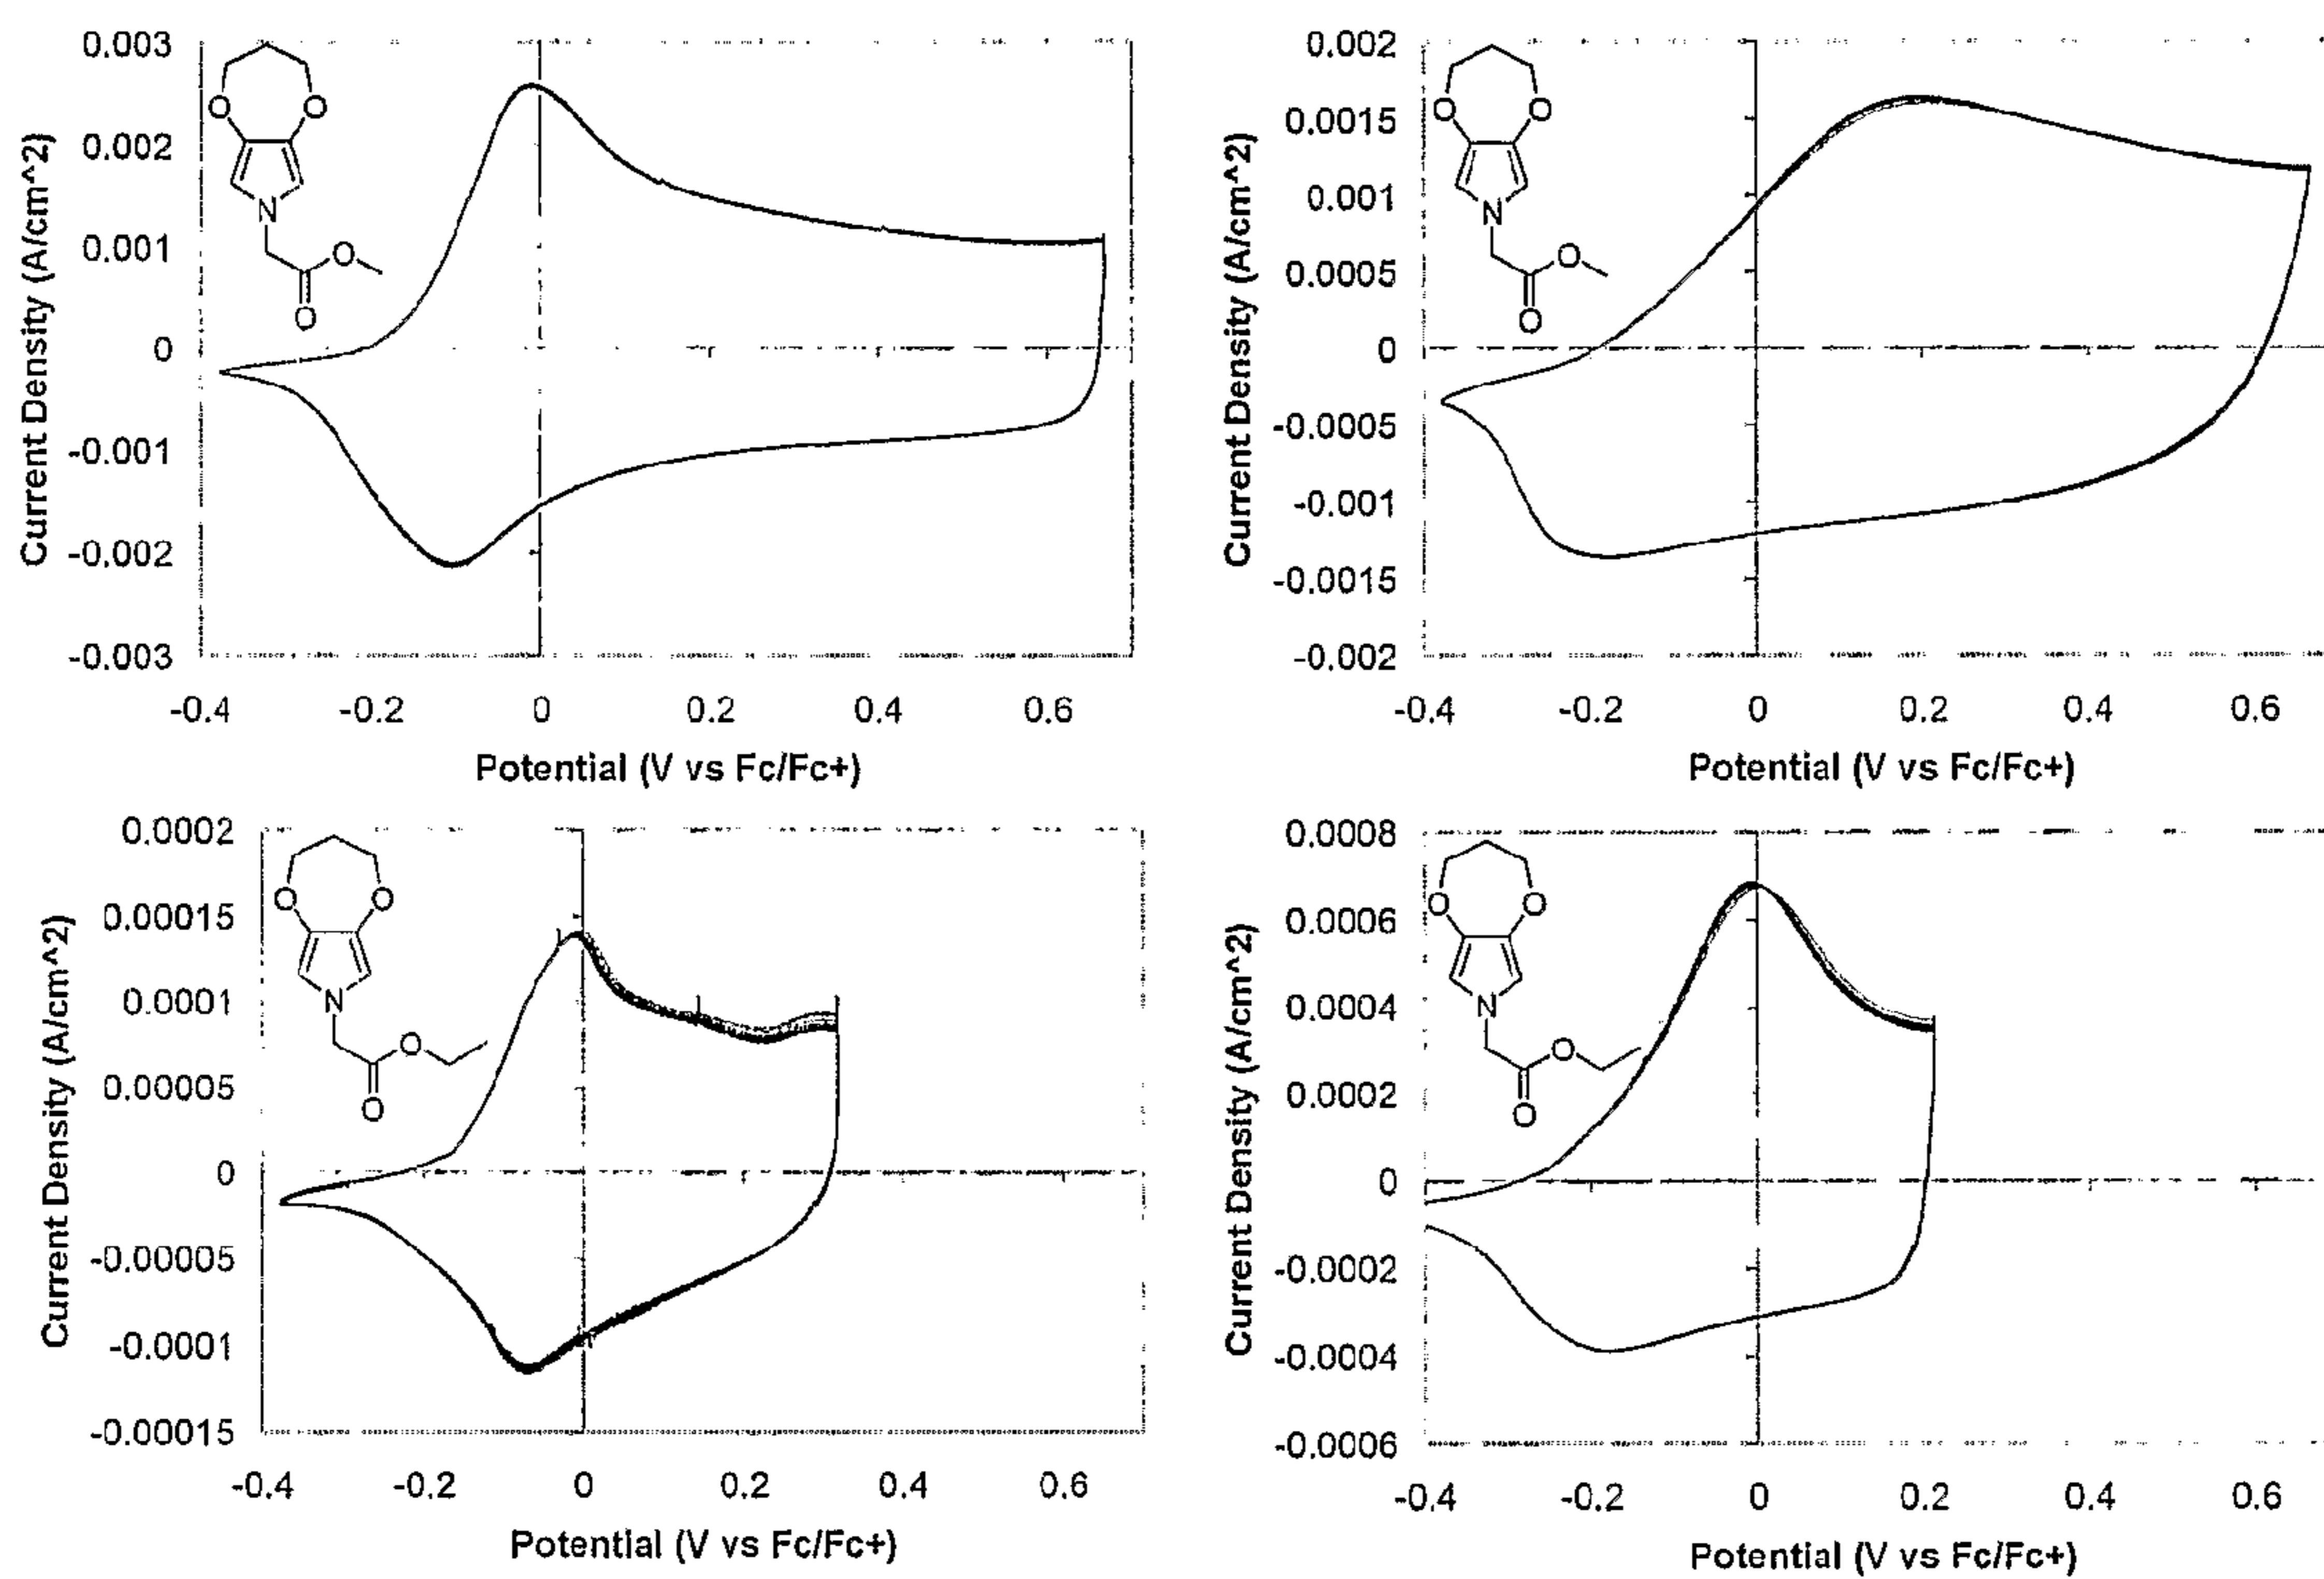 0.003
0.002
0.001
0
-0.001
-0.002
-0.003
-0.4 -0.2 0 0.2 0.4 0.6
Current Density (A/cm^2)
Potential (V vs Fc/Fc+)
O O
N
O
O
0.002
0.0015
0.001
0.0005
0
-0.0005
-0.001
-0.0015
-0.002
-0.4 -0.2 0 0.2 0.4 0.6
Current Density (A/cm^2)
Potential (V vs Fc/Fc+)
O O
N
O
O
0.0002
0.00015
0.0001
0.00005
0
-0.00005
-0.0001
-0.00015
-0.4 -0.2 0 0.2 0.4 0.6
Current Density (A/cm^2)
Potential (V vs Fc/Fc+)
O O
N
O
O
0.0008
0.0006
0.0004
0.0002
0
-0.0002
-0.0004
-0.0006
-0.4 -0.2 0 0.2 0.4 0.6
Current Density (A/cm^2)
Potential (V vs Fc/Fc+)
O O
N
O
O